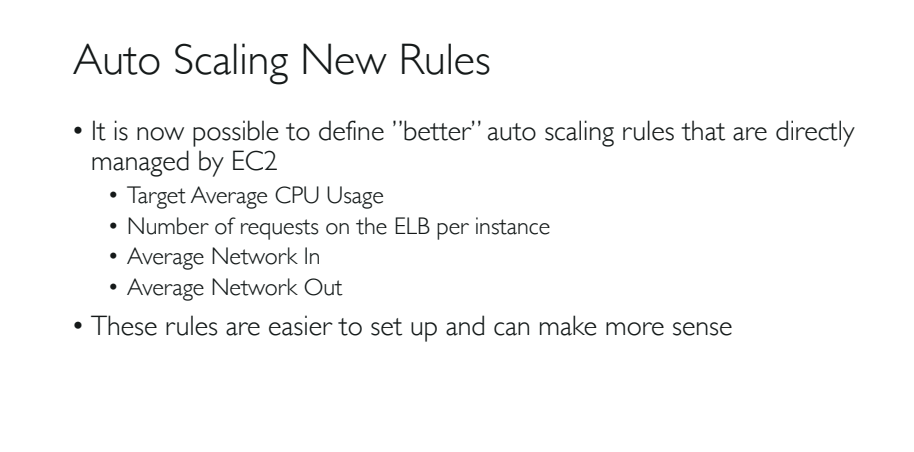 Auto Scaling New Rules
• It is now possible to define ”better” auto scaling rules that are directly
managed by EC2
• Target Average CPU Usage
• Number of requests on the ELB per instance
• Average Network In
• Average Network Out
• These rules are easier to set up and can make more sense